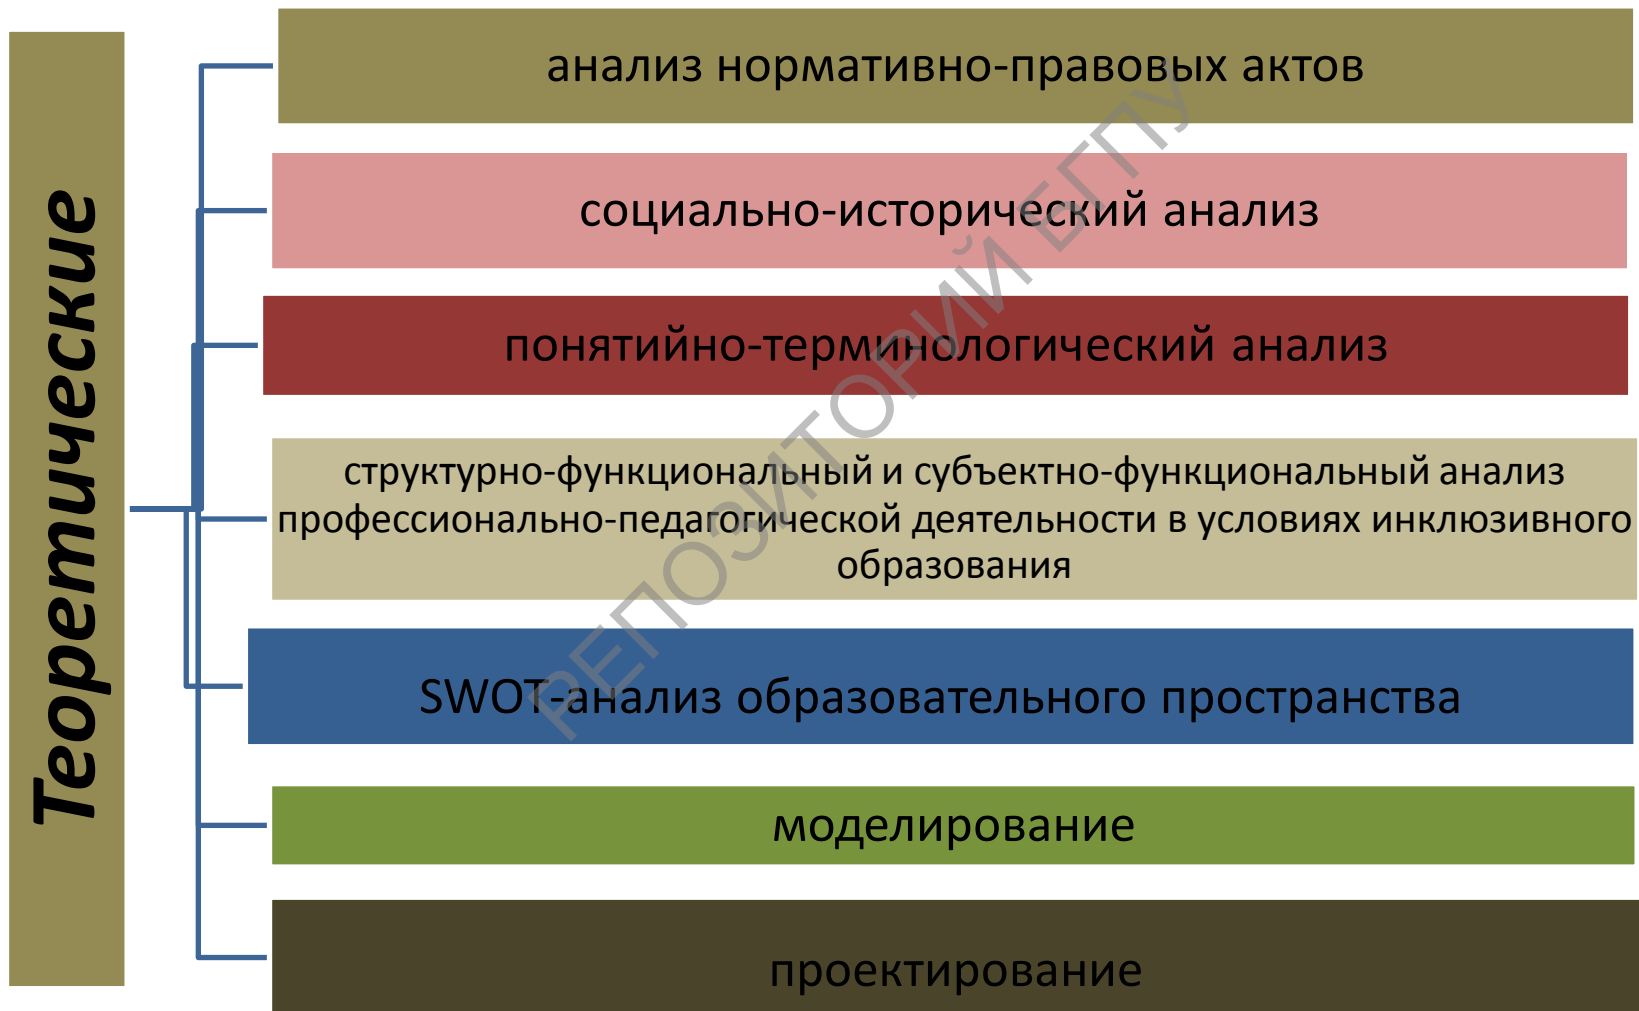 Теоретические
анализ нормативно-правовых актов
социально-исторический анализ
понятийно-терминологический анализ
структурно-функциональный и субъектно-функциональный анализ
профессионально-педагогической деятельности в условиях инклюзивного
образования
SWOT-анализ образовательного пространства
моделирование
проектирование
РЕПОЗИТОРИЙ БГПУ